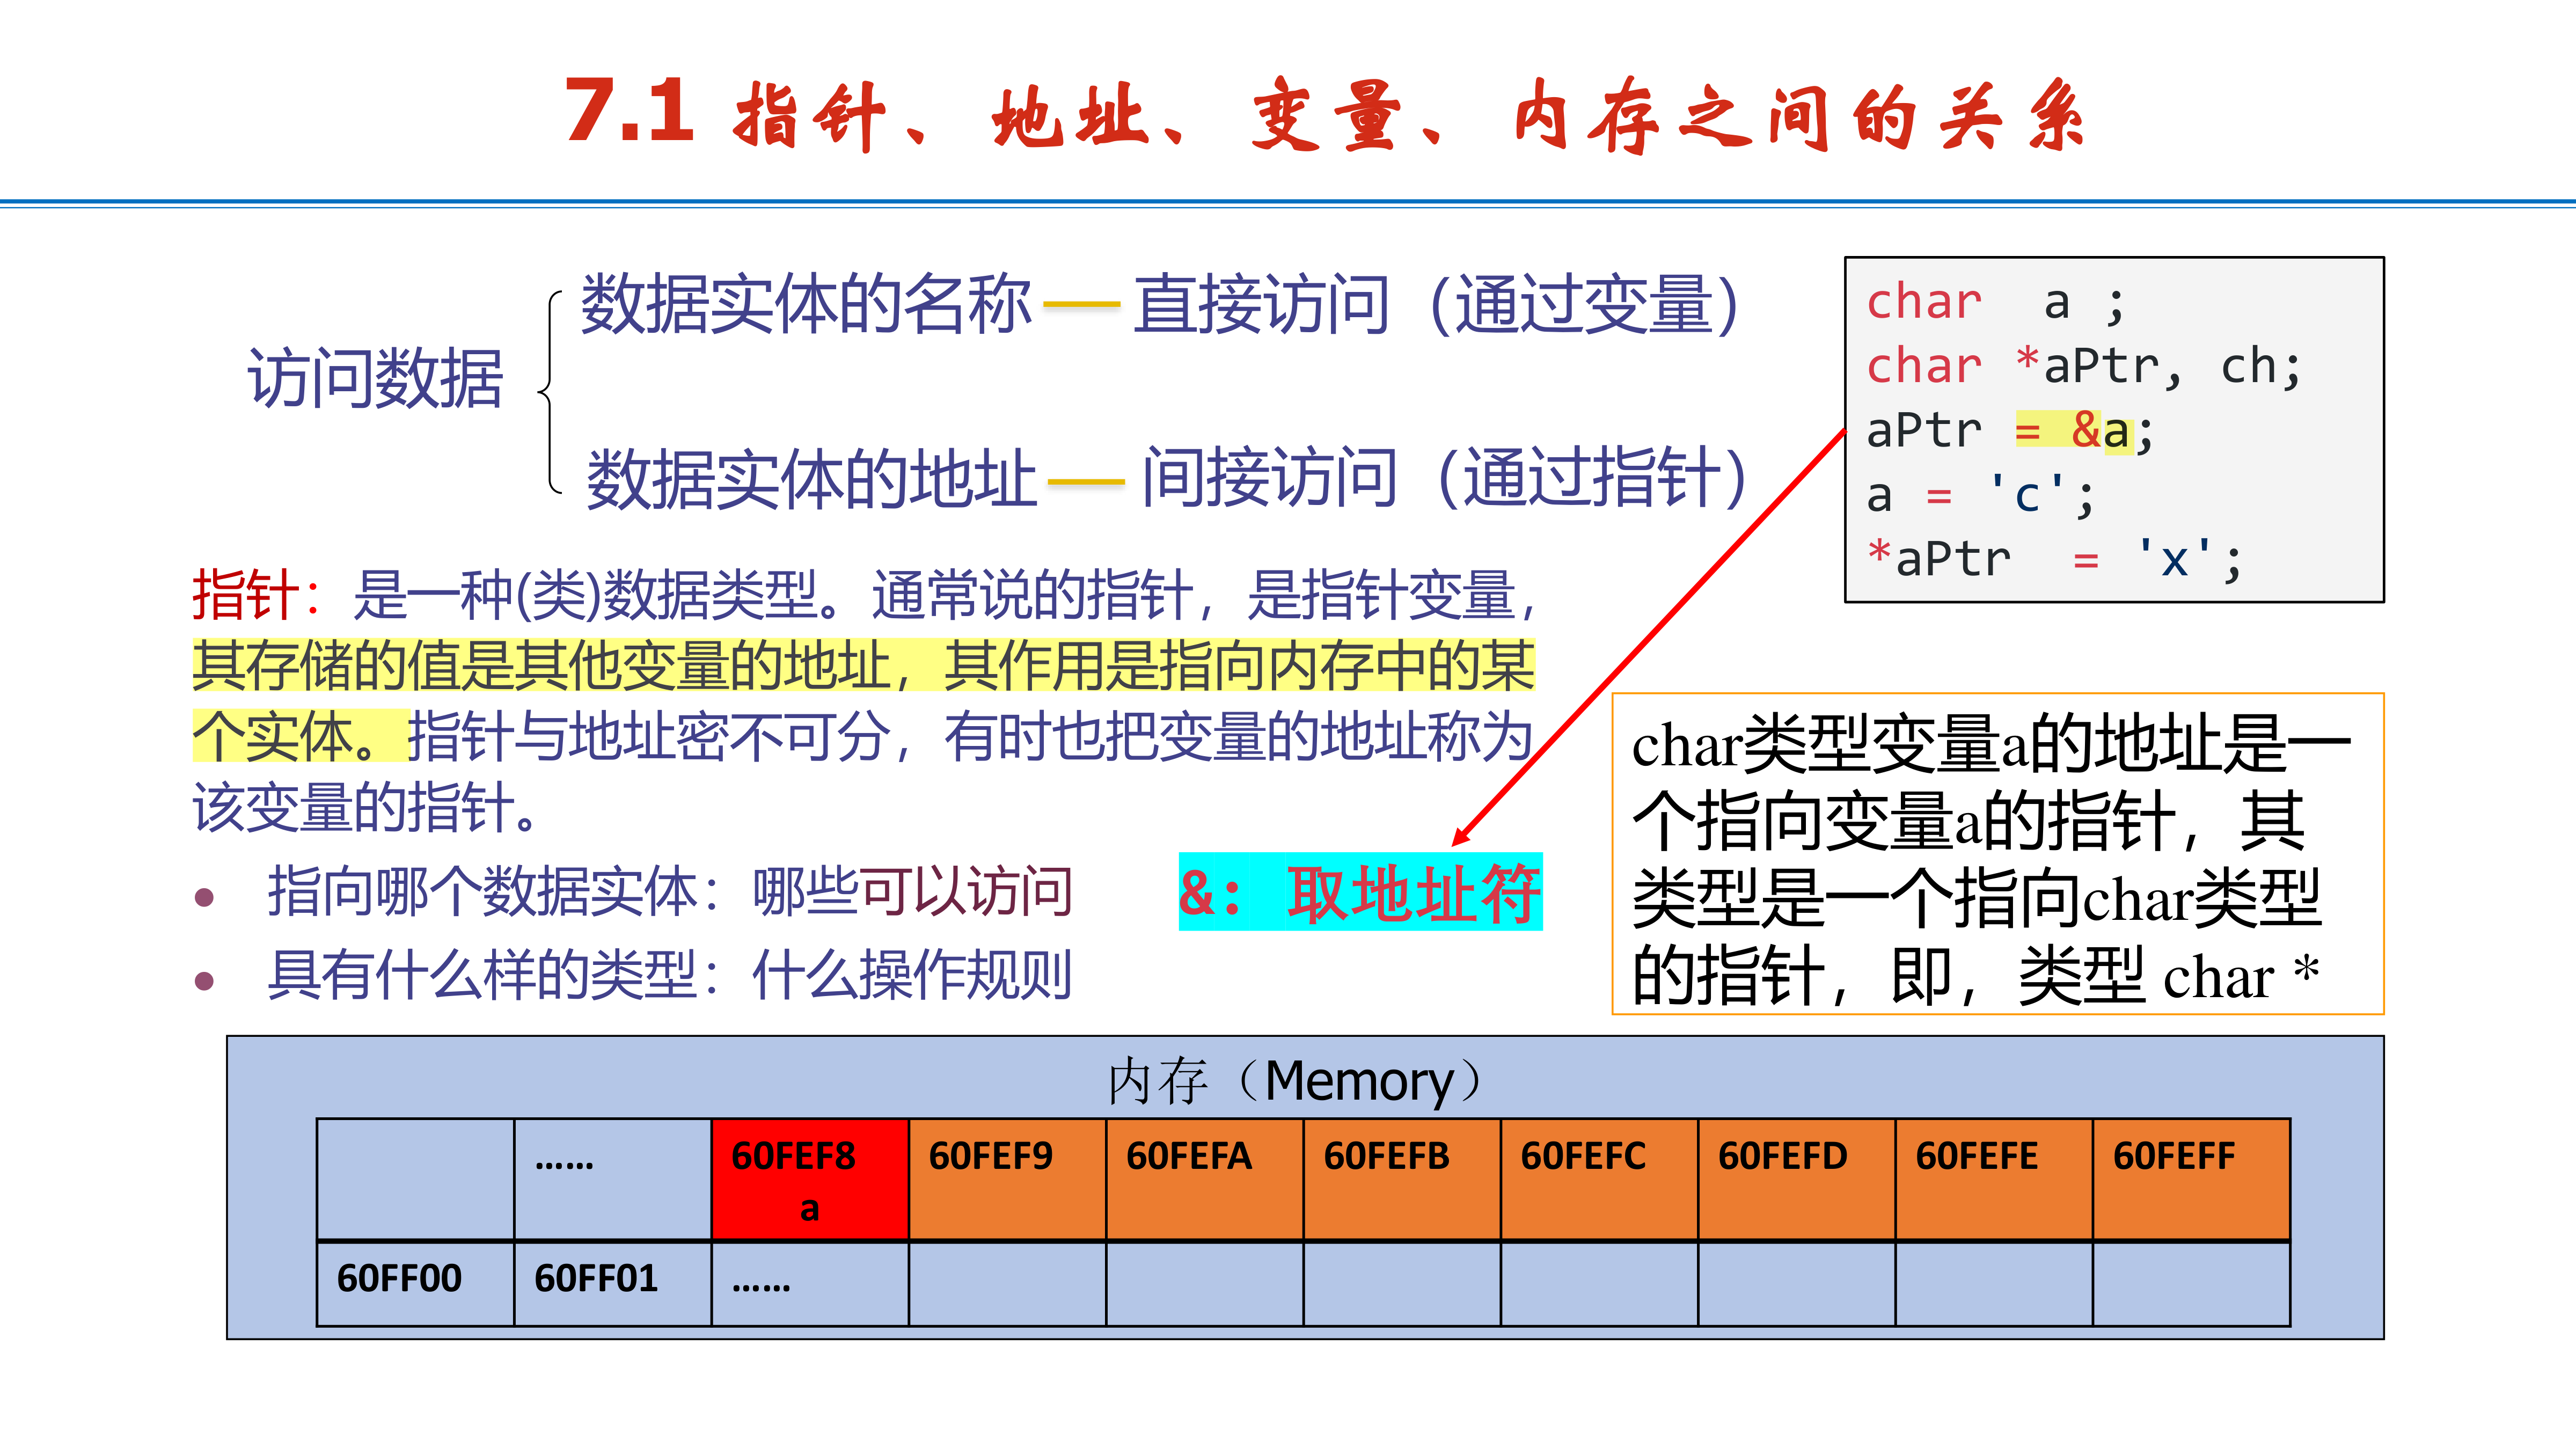 7.1 指针、地址、变量、内存之间的关系
数据实体的名称 — 直接访问（通过变量）
访问数据
数据实体的地址 — 间接访问（通过指针）
char  a ;
char *aPtr, ch;
aPtr = &a;
a = 'c';
*aPtr  = 'x';
指针：是一种(类)数据类型。通常说的指针，是指针变量，
其存储的值是其他变量的地址，其作用是指向内存中的某
个实体。指针与地址密不可分，有时也把变量的地址称为
该变量的指针。
● 指向哪个数据实体：哪些可以访问
● 具有什么样的类型：什么操作规则
&：取地址符
char类型变量a的地址是一
个指向变量a的指针，其
类型是一个指向char类型
的指针，即，类型 char *
内存（Memory）
…… 60FEF8 60FEF9 60FEFA 60FEFB 60FEFC 60FEFD 60FEFE 60FEFF
a
60FF00 60FF01 ……